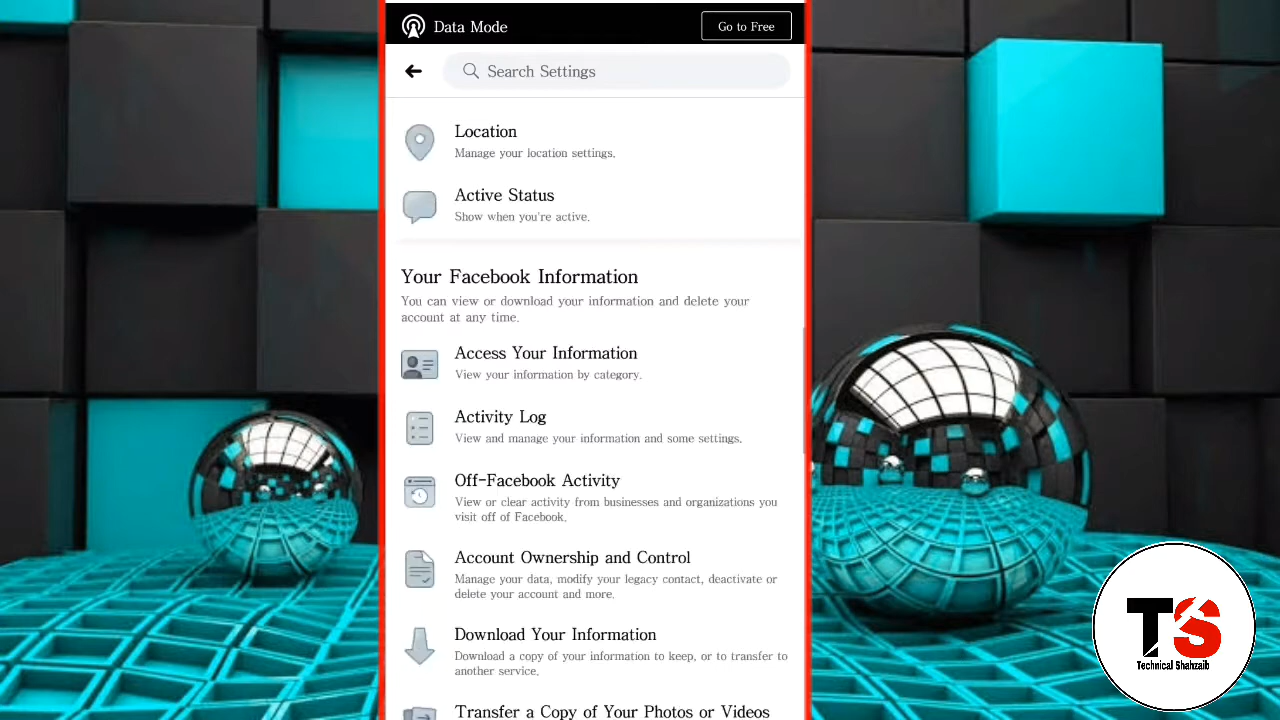 Data Mode
Go to Free
Search Settings
Location
Manage your location settings.
Active Status
Show when you're active.
Your Facebook Information
You can view or download your information and delete your
account at any time.
Access Your Information
View your information by category.
Activity Log
View and manage your information and some settings.
Off-Facebook Activity
View or clear activity from businesses and organizations you
visit off of Facebook.
Account Ownership and Control
Manage your data, modify your legacy contact, deactivate or
delete your account and more.
Download Your Information
Download a copy of your information to keep, or to transfer to
another service.
Transfer a Copy of Your Photos or Videos
TS
Technical Shahzaib